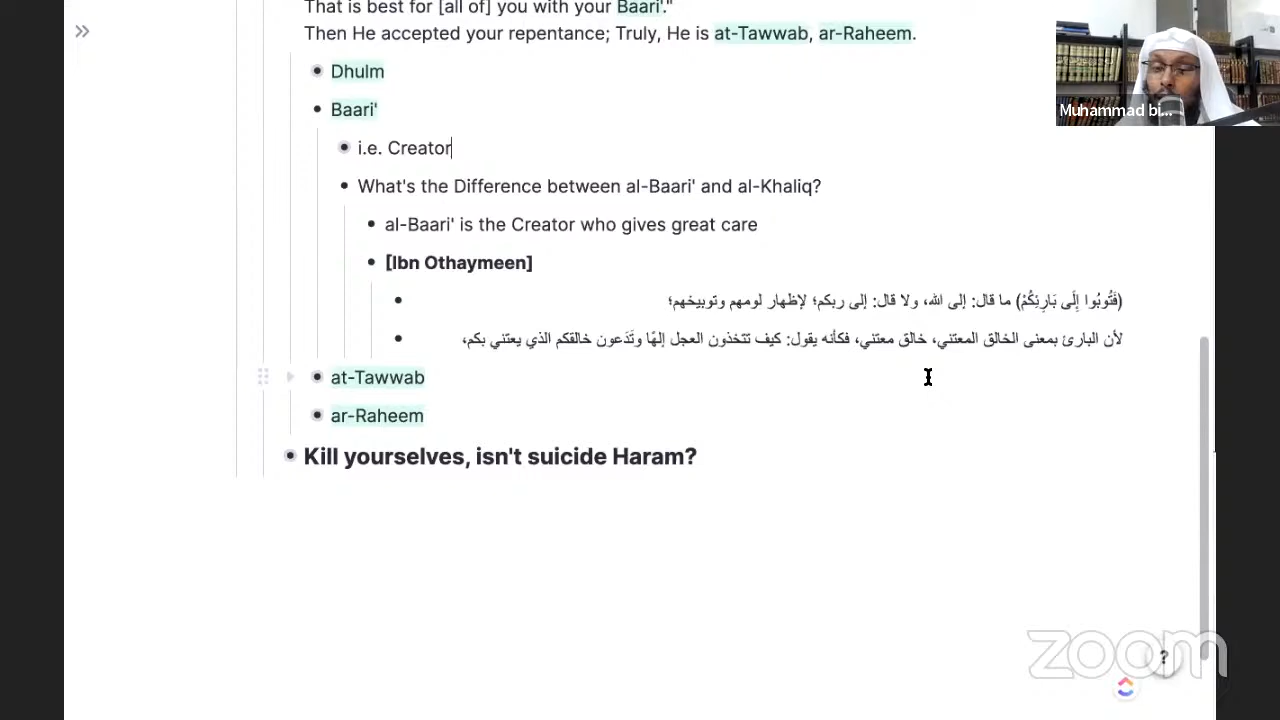 That is best for [all of] you with your Baari'."
Then He accepted your repentance; Truly, He is at-Tawwab, ar-Raheem.
Dhulm
Baari'
i.e. Creator
What's the Difference between al-Baari' and al-Khaliq?
al-Baari' is the Creator who gives great care
[Ibn Othaymeen]
(فَتُوبُوا إِلَى بَارِئِكُمْ) ما قال: إلى الله، ولا قال: إلى ربكم؛ لإظهار لومهم وتوبيخهم؛
لأن البارئ بمعنى الخالق المعتني، خالق معتني، فكأنه يقول: كيف تتخذون العجل إلهًا وتَدَعون خالقكم الذي يعتني بكم،
at-Tawwab
ar-Raheem
Kill yourselves, isn't suicide Haram?
Muhammad bi...
zoom
?